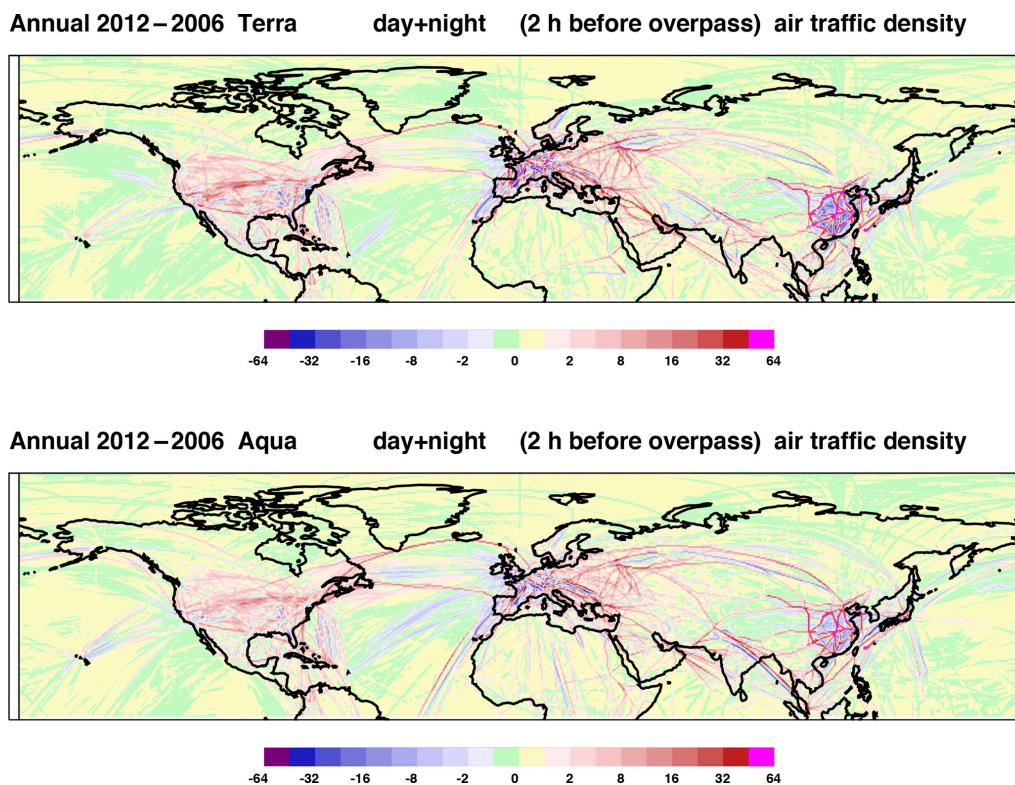 Annual 2012 – 2006 Terra day+night (2 h before overpass) air traffic density
-64 -32 -16 -8 -2 0 2 8 16 32 64
Annual 2012 – 2006 Aqua day+night (2 h before overpass) air traffic density
-64 -32 -16 -8 -2 0 2 8 16 32 64